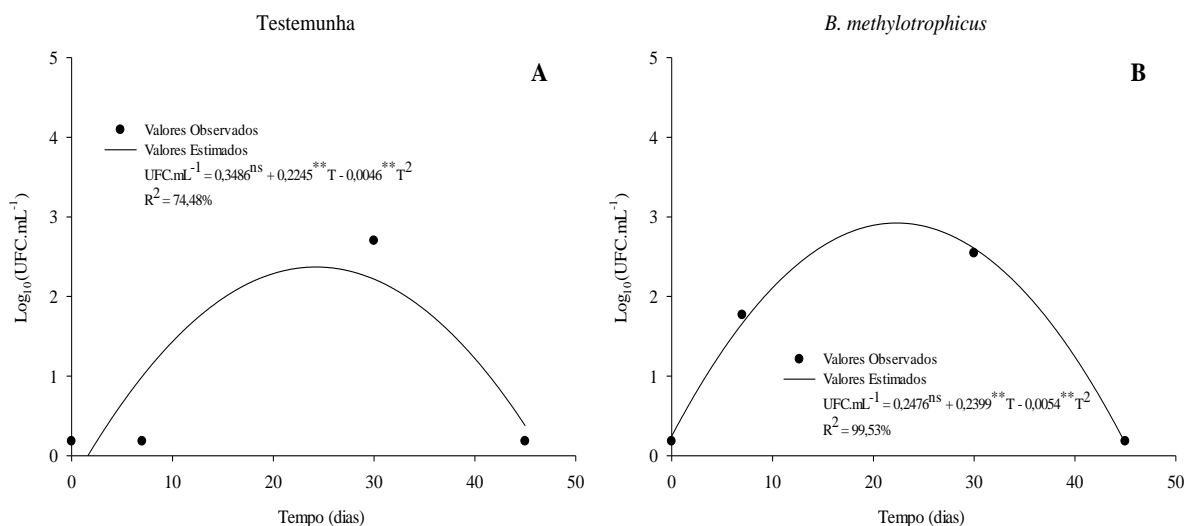 Testemunha
A
5
4
3
2
1
0
Log10(UFC.mL-1)
Valores Observados
Valores Estimados
UFC.mL-1 = 0,3486ns + 0,2245**T - 0,0046**T2
R2 = 74,48%
0 10 20 30 40 50
Tempo (dias)
B. methylotrophicus
B
5
4
3
2
1
0
Log10(UFC.mL-1)
Valores Observados
Valores Estimados
UFC.mL-1 = 0,2476ns + 0,2399**T - 0,0054**T2
R2 = 99,53%
0 10 20 30 40 50
Tempo (dias)